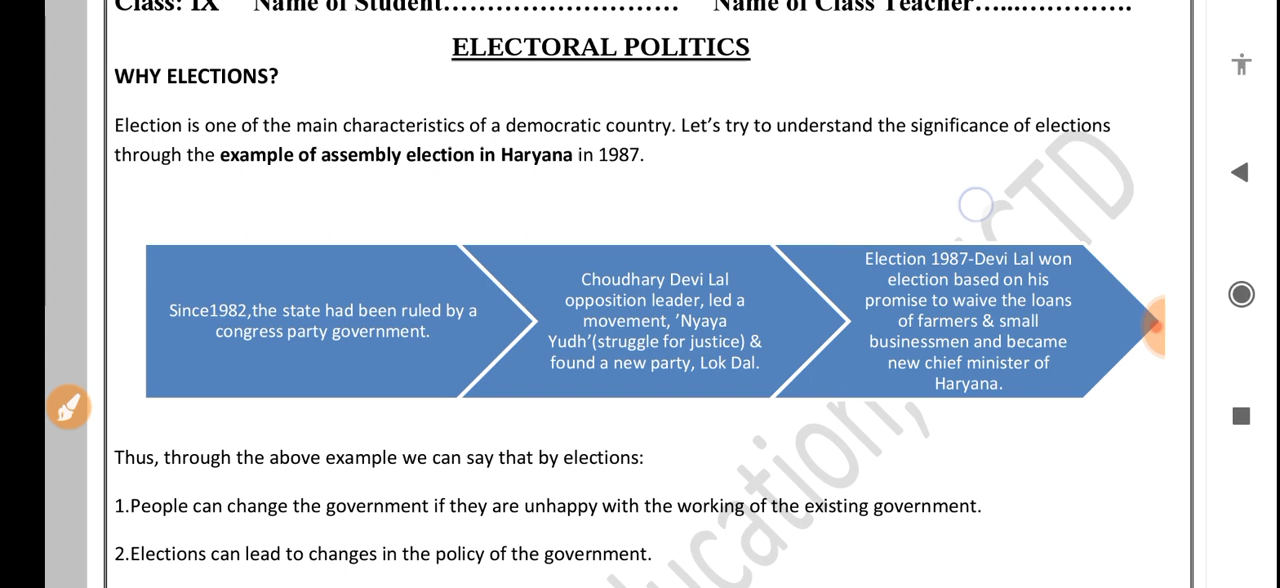 Class: IX Name of Student............................ Name of Class Teacher...................
ELECTORAL POLITICS
WHY ELECTIONS?
Election is one of the main characteristics of a democratic country. Let’s try to understand the significance of elections
through the example of assembly election in Haryana in 1987.
Since1982,the state had been ruled by a
congress party government.
Choudhary Devi Lal
opposition leader, led a
movement, ’Nyaya
Yudh’(struggle for justice) &
found a new party, Lok Dal.
Election 1987-Devi Lal won
election based on his
promise to waive the loans
of farmers & small
businessmen and became
new chief minister of
Haryana.
Thus, through the above example we can say that by elections:
1.People can change the government if they are unhappy with the working of the existing government.
2.Elections can lead to changes in the policy of the government.